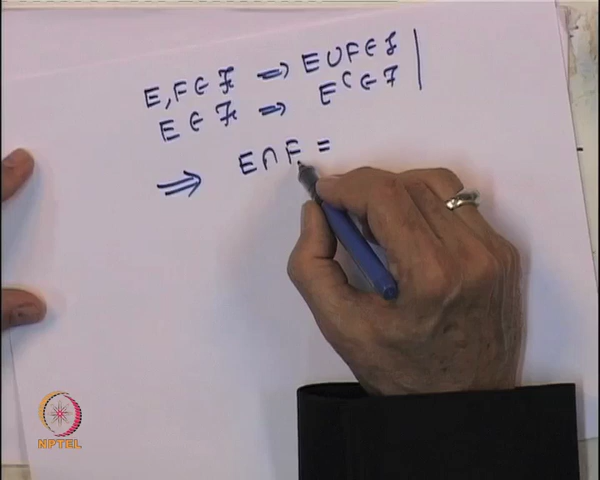 E, F ∈ ℱ ⇒ E ∪ F ∈ ℱ
E ∈ ℱ ⇒ E^C ∈ ℱ
⇒ E ∩ F =
NPTEL